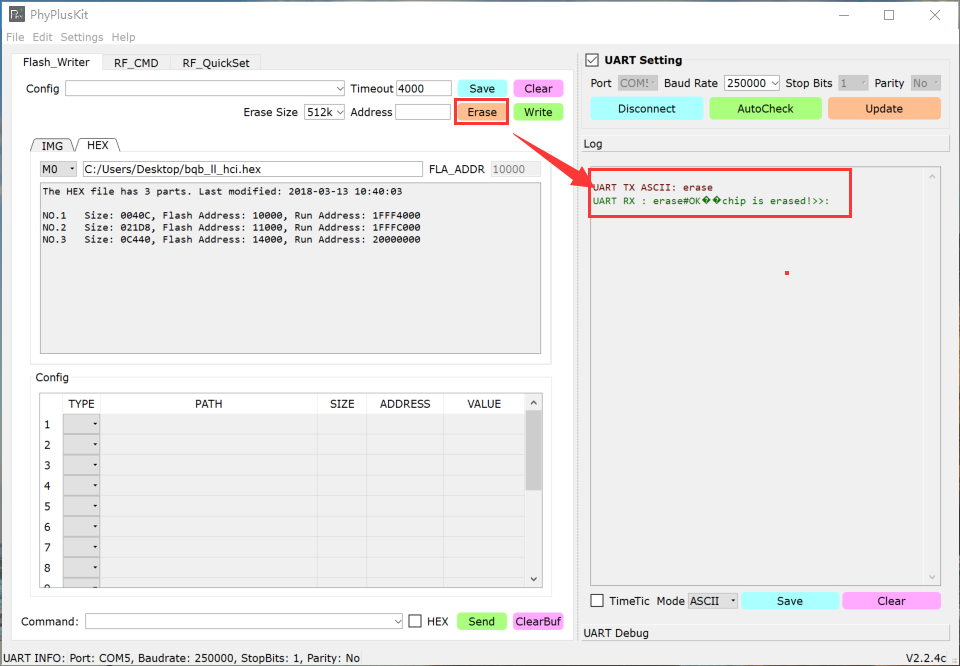 PhyPlusKit
File Edit Settings Help
Flash_Writer RF_CMD RF_QuickSet
Config Timeout 4000 Save Clear
Erase Size 512k Address Erase Write
IMG HEX
M0 C:/Users/Desktop/bqb_ll_hci.hex FLA_ADDR 10000
The HEX file has 3 parts. Last modified: 2018-03-13 10:40:03
NO.1 Size: 0040C, Flash Address: 10000, Run Address: 1FFF4000
NO.2 Size: 021D8, Flash Address: 11000, Run Address: 1FFFC000
NO.3 Size: 0C440, Flash Address: 14000, Run Address: 20000000
Config
TYPE PATH SIZE ADDRESS VALUE
1
2
3
4
5
6
7
8
Command: HEX Send ClearBuf
UART Setting
Port COM5 Baud Rate 250000 Stop Bits 1 Parity No
Disconnect AutoCheck Update
Log
UART TX ASCII: erase
UART RX : erase#OK��chip is erased!>>:
TimeTic Mode ASCII Save Clear
UART Debug
UART INFO: Port: COM5, Baudrate: 250000, StopBits: 1, Parity: No
V2.2.4c